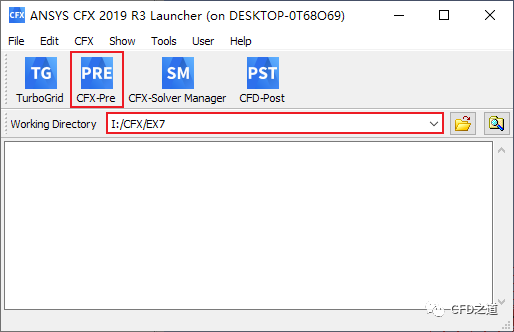 CFX ANSYS CFX 2019 R3 Launcher (on DESKTOP-0T68O69)
File Edit CFX Show Tools User Help
TG PRE SM PST
TurboGrid CFX-Pre CFX-Solver Manager CFD-Post
Working Directory I:/CFX/EX7
CFD之道